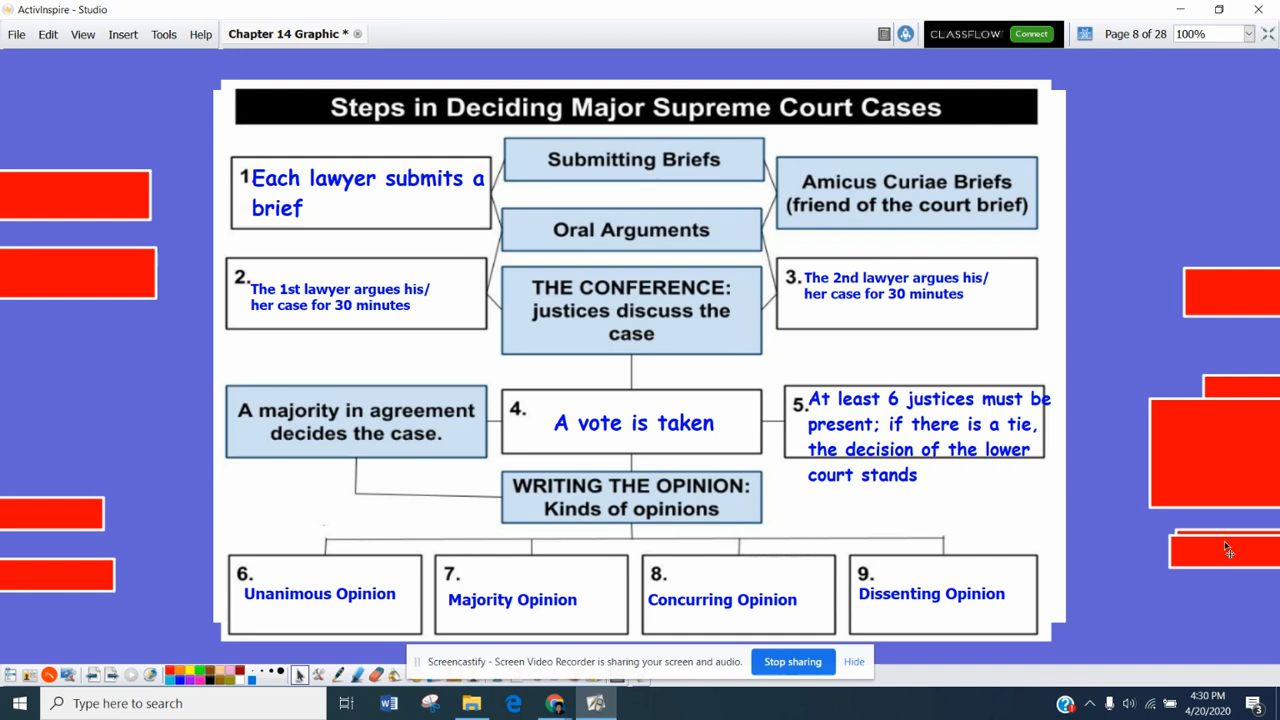 ActivInspire - Studio
File Edit View Insert Tools Help Chapter 14 Graphic *
CLASSFLOW Connect
Page 8 of 28 100%
Steps in Deciding Major Supreme Court Cases
Submitting Briefs
1 Each lawyer submits a
brief
Amicus Curiae Briefs
(friend of the court brief)
Oral Arguments
2. The 1st lawyer argues his/
her case for 30 minutes
THE CONFERENCE:
justices discuss the
case
3. The 2nd lawyer argues his/
her case for 30 minutes
A majority in agreement
decides the case.
4. A vote is taken
5. At least 6 justices must be
present; if there is a tie,
the decision of the lower
court stands
WRITING THE OPINION:
Kinds of opinions
6.
Unanimous Opinion
7.
Majority Opinion
8.
Concurring Opinion
9.
Dissenting Opinion
Screencastify - Screen Video Recorder is sharing your screen and audio. Stop sharing Hide
Type here to search
4:30 PM
4/20/2020
3